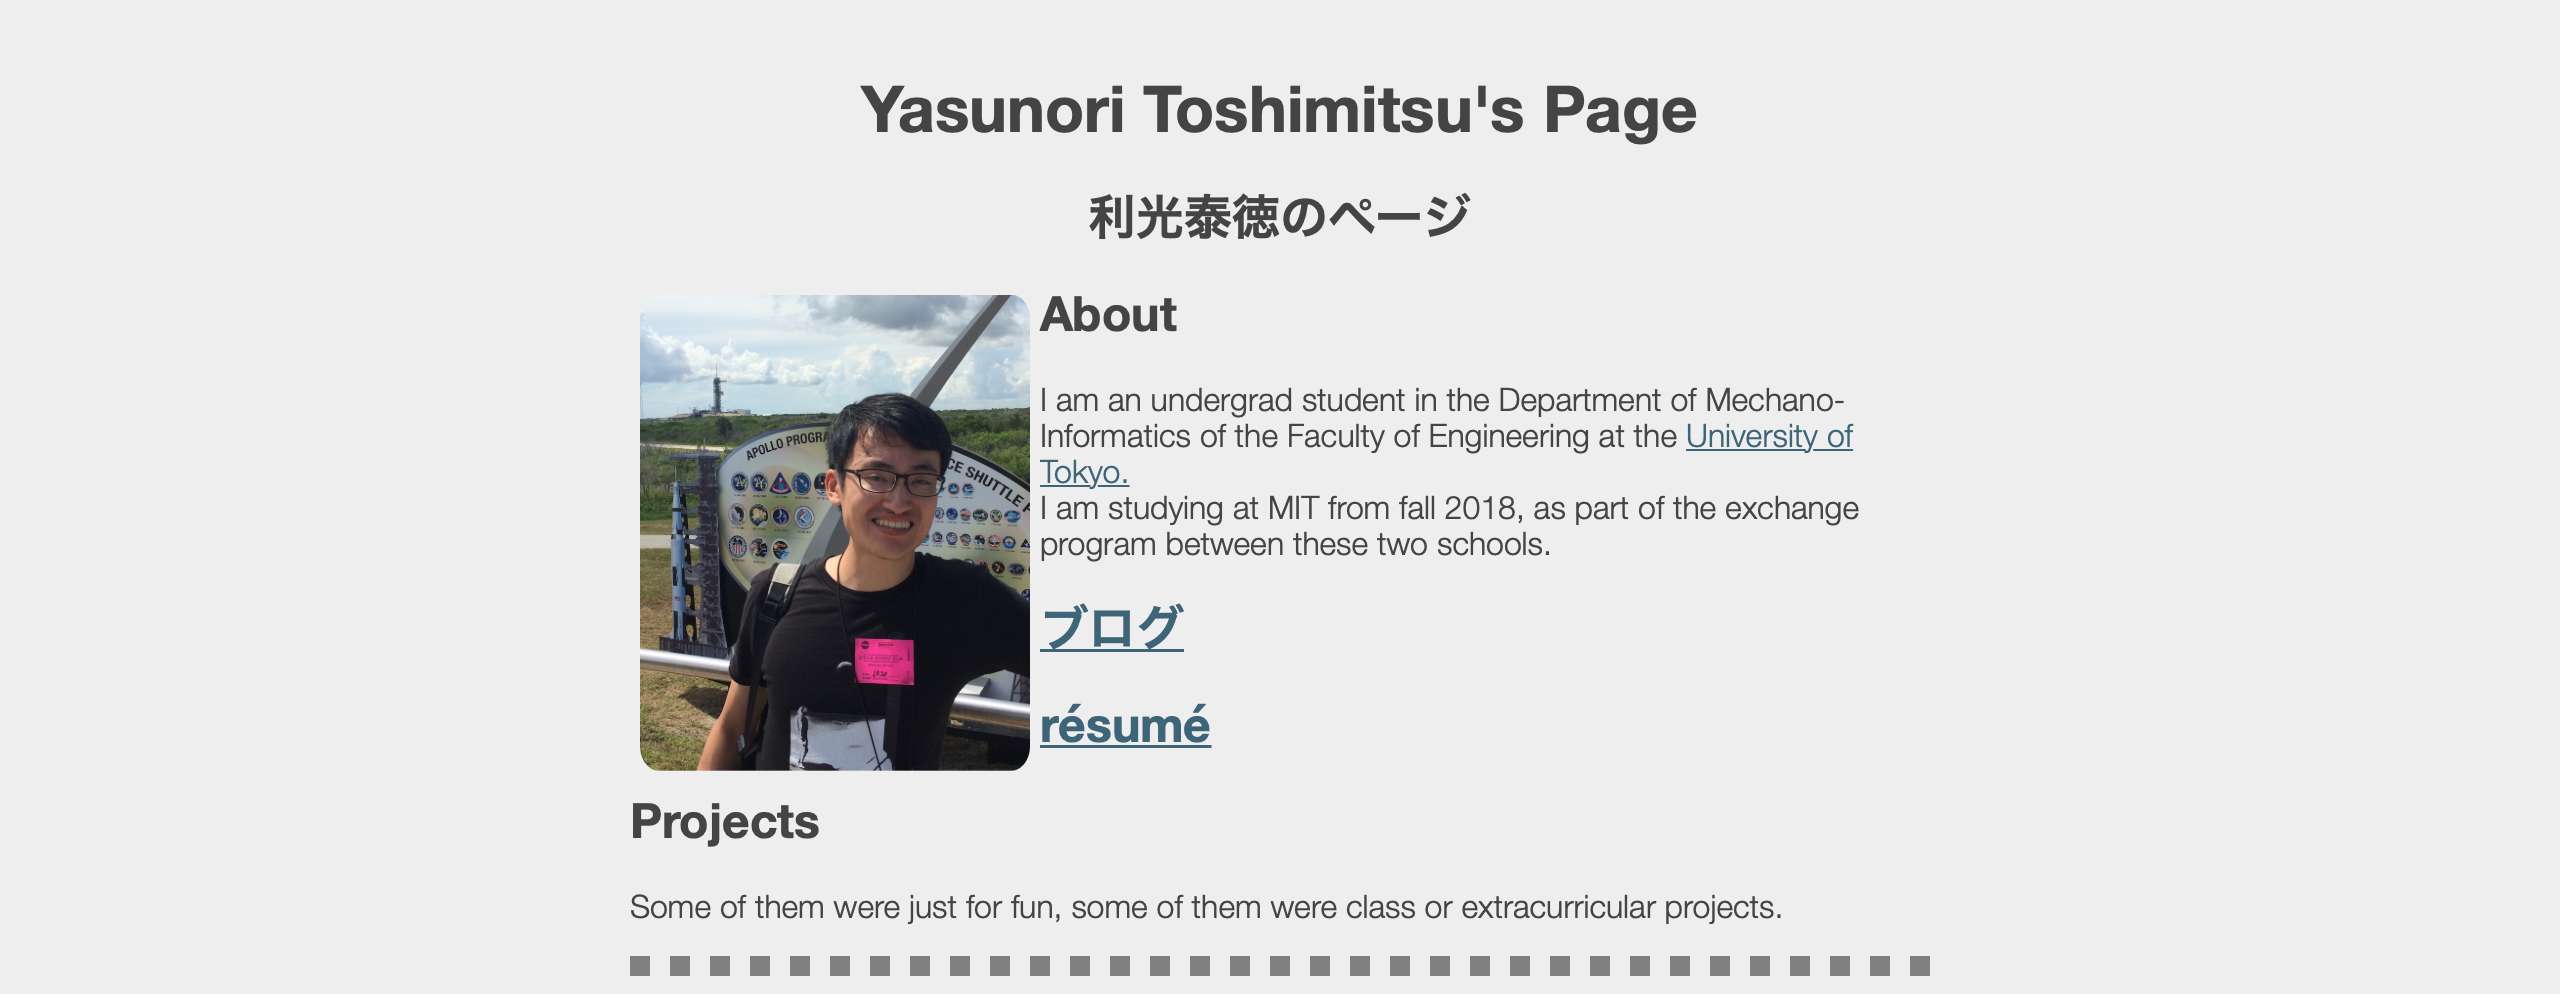 Yasunori Toshimitsu's Page
利光泰徳のページ
About
I am an undergrad student in the Department of Mechano-
Informatics of the Faculty of Engineering at the University of
Tokyo.
I am studying at MIT from fall 2018, as part of the exchange
program between these two schools.
ブログ
résumé
APOLLO PROGRA
CE SHUTTLE P
Projects
Some of them were just for fun, some of them were class or extracurricular projects.